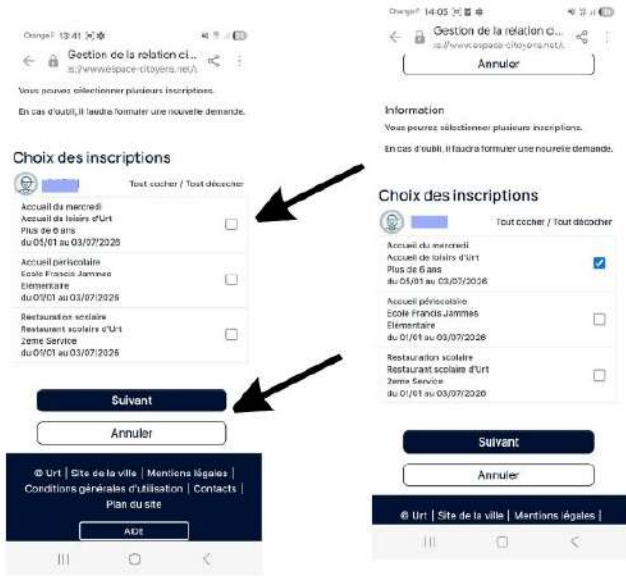 Orange F 13:41
Gestion de la relation ci...
s://www.espace-citoyens.net/
Vous pouvez sélectionner plusieurs inscriptions.
En cas d'oubli, il faudra formuler une nouvelle demande.
Choix des inscriptions
Tout cocher / Tout décocher
Accueil du mercredi
Accueil de loisirs d'Urt
Plus de 6 ans
du 05/01 au 03/07/2026
Accueil périscolaire
Ecole Francis Jammes
Elémentaire
du 01/01 au 03/07/2026
Restauration scolaire
Restaurant scolaire d'Urt
2eme Service
du 01/01 au 03/07/2026
Suivant
Annuler
© Urt | Site de la ville | Mentions légales |
Conditions générales d'utilisation | Contacts |
Plan du site
AIDE
Orange F 14:05
Gestion de la relation ci...
s://www.espace-citoyens.net/
Annuler
Information
Vous pouvez sélectionner plusieurs inscriptions.
En cas d'oubli, il faudra formuler une nouvelle demande.
Choix des inscriptions
Tout cocher / Tout décocher
Accueil du mercredi
Accueil de loisirs d'Urt
Plus de 6 ans
du 05/01 au 03/07/2026
Accueil périscolaire
Ecole Francis Jammes
Elémentaire
du 01/01 au 03/07/2026
Restauration scolaire
Restaurant scolaire d'Urt
2eme Service
du 01/01 au 03/07/2026
Suivant
Annuler
© Urt | Site de la ville | Mentions légales |